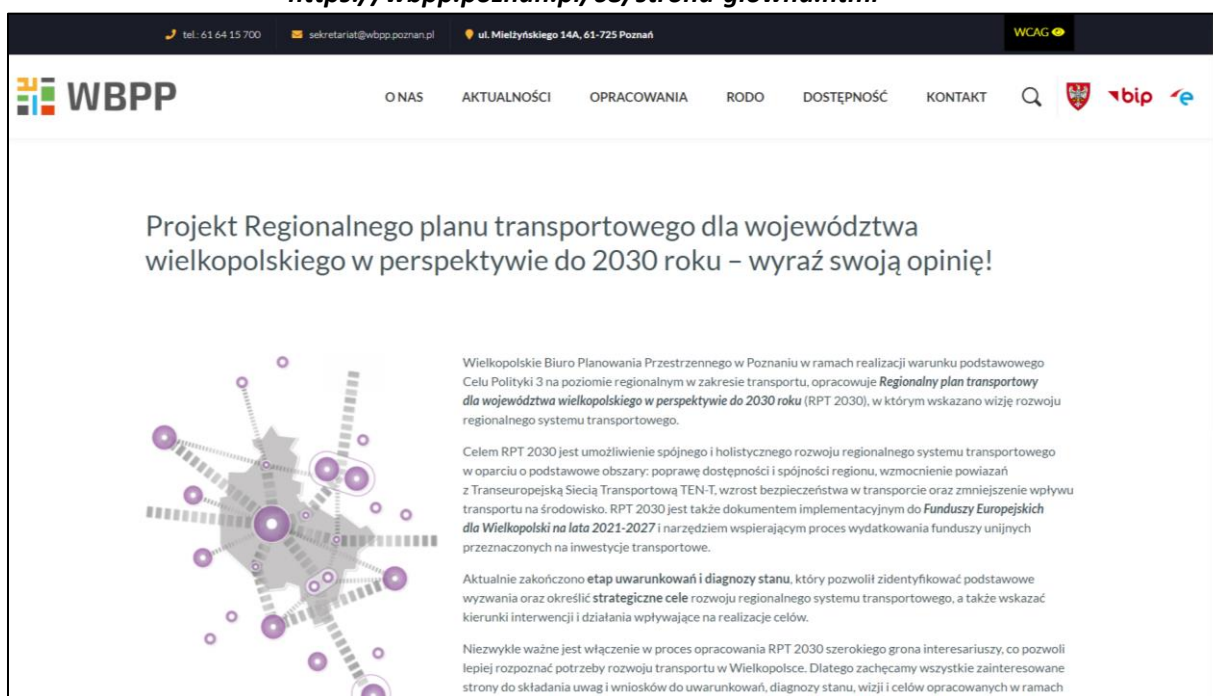 tel.: 61 64 15 700 sekretariat@wbpp.poznan.pl ul. Mielżyńskiego 14A, 61-725 Poznań WCAG
WBPP O NAS AKTUALNOŚCI OPRACOWANIA RODO DOSTĘPNOŚĆ KONTAKT bip e
Projekt Regionalnego planu transportowego dla województwa
wielkopolskiego w perspektywie do 2030 roku – wyraź swoją opinię!
Wielkopolskie Biuro Planowania Przestrzennego w Poznaniu w ramach realizacji warunku podstawowego
Celu Polityki 3 na poziomie regionalnym w zakresie transportu, opracowuje Regionalny plan transportowy
dla województwa wielkopolskiego w perspektywie do 2030 roku (RPT 2030), w którym wskazano wizję rozwoju
regionalnego systemu transportowego.
Celem RPT 2030 jest umożliwienie spójnego i holistycznego rozwoju regionalnego systemu transportowego
w oparciu o podstawowe obszary: poprawę dostępności i spójności regionu, wzmocnienie powiązań
z Transeuropejską Siecią Transportową TEN-T, wzrost bezpieczeństwa w transporcie oraz zmniejszenie wpływu
transportu na środowisko. RPT 2030 jest także dokumentem implementacyjnym do Funduszy Europejskich
dla Wielkopolski na lata 2021-2027 i narzędziem wspierającym proces wydatkowania funduszy unijnych
przeznaczonych na inwestycje transportowe.
Aktualnie zakończono etap uwarunkowań i diagnozy stanu, który pozwolił zidentyfikować podstawowe
wyzwania oraz określić strategiczne cele rozwoju regionalnego systemu transportowego, a także wskazać
kierunki interwencji i działania wpływające na realizacje celów.
Niezwykle ważne jest włączenie w proces opracowania RPT 2030 szerokiego grona interesariuszy, co pozwoli
lepiej rozpoznać potrzeby rozwoju transportu w Wielkopolsce. Dlatego zachęcamy wszystkie zainteresowane
strony do składania uwag i wniosków do uwarunkowań, diagnozy stanu, wizji i celów opracowanych w ramach